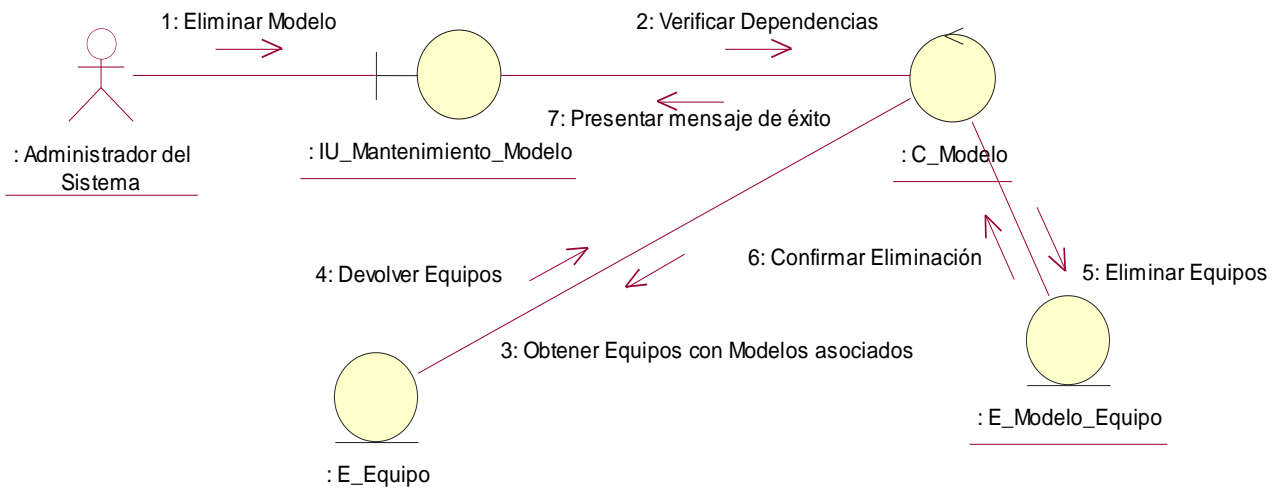 1: Eliminar Modelo
2: Verificar Dependencias
7: Presentar mensaje de éxito
: Administrador del
Sistema
: IU_Mantenimiento_Modelo
: C_Modelo
4: Devolver Equipos
6: Confirmar Eliminación
5: Eliminar Equipos
3: Obtener Equipos con Modelos asociados
: E_Modelo_Equipo
: E_Equipo